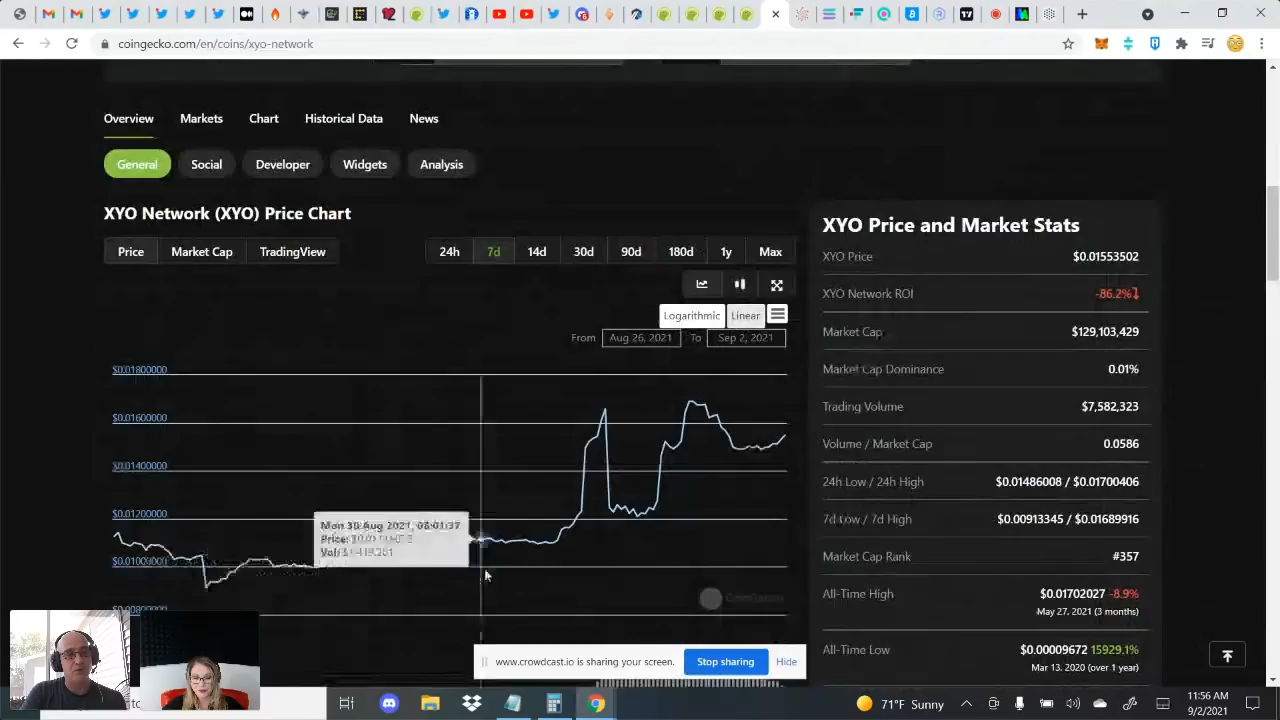 coingecko.com/en/coins/xyo-network
Overview
Markets
Chart
Historical Data
News
General
Social
Developer
Widgets
Analysis
XYO Network (XYO) Price Chart
Price
Market Cap
TradingView
24h
7d
14d
30d
90d
180d
1y
Max
Logarithmic
Linear
From
Aug 26, 2021
To
Sep 2, 2021
$0.01800000
$0.01600000
$0.01400000
$0.01200000
$0.01000000
$0.00800000
Mon 30 Aug 2021, 08:01:37
Price:
Vol:
XYO Price and Market Stats
XYO Price $0.01553502
XYO Network ROI -86.2%
Market Cap $129,103,429
Market Cap Dominance 0.01%
Trading Volume $7,582,323
Volume / Market Cap 0.0586
24h Low / 24h High $0.01486008 / $0.01700406
7d Low / 7d High $0.00913345 / $0.01689916
Market Cap Rank #357
All-Time High $0.01702027 -8.9%
May 27, 2021 (3 months)
All-Time Low $0.00009672 15929.1%
Mar 13, 2020 (over 1 year)
www.crowdcast.io is sharing your screen.
Stop sharing
Hide
71°F Sunny
11:56 AM
9/2/2021